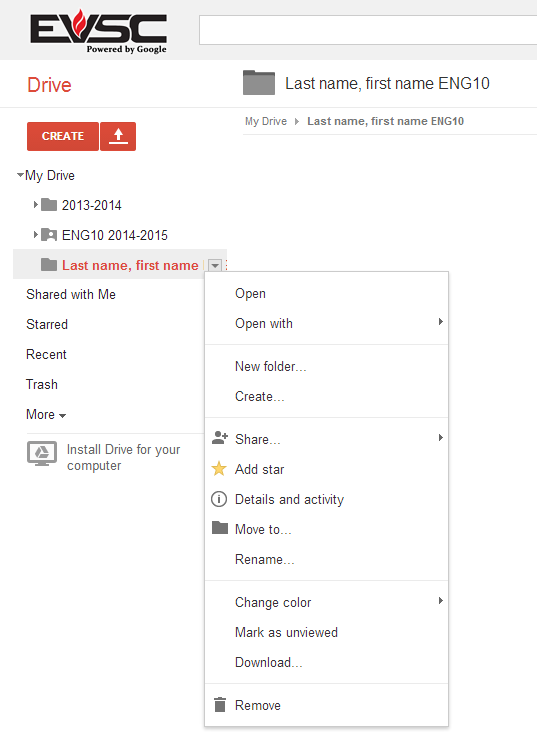 EVSC
Powered by Google
Drive
Last name, first name ENG10
CREATE
My Drive
Last name, first name ENG10
My Drive
2013-2014
ENG10 2014-2015
Last name, first name
Shared with Me
Starred
Recent
Trash
More
Install Drive for your
computer
Open
Open with
New folder...
Create...
Share...
Add star
Details and activity
Move to...
Rename...
Change color
Mark as unviewed
Download...
Remove